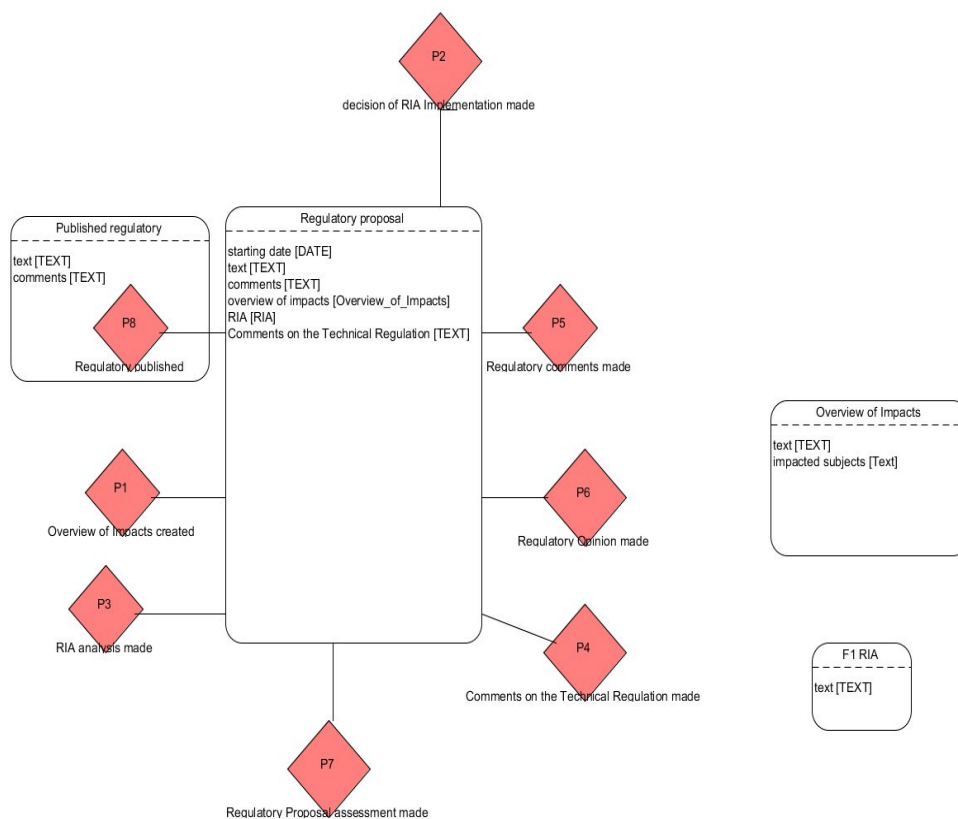 P2
decision of RIA Implementation made
Published regulatory
text [TEXT]
comments [TEXT]
Regulatory proposal
starting date [DATE]
text [TEXT]
comments [TEXT]
overview of impacts [Overview_of_Impacts]
RIA [RIA]
Comments on the Technical Regulation [TEXT]
P8
Regulatory published
P5
Regulatory comments made
Overview of Impacts
text [TEXT]
impacted subjects [Text]
P1
Overview of Impacts created
P6
Regulatory Opinion made
P3
RIA analysis made
P4
Comments on the Technical Regulation made
F1 RIA
text [TEXT]
P7
Regulatory Proposal assessment made